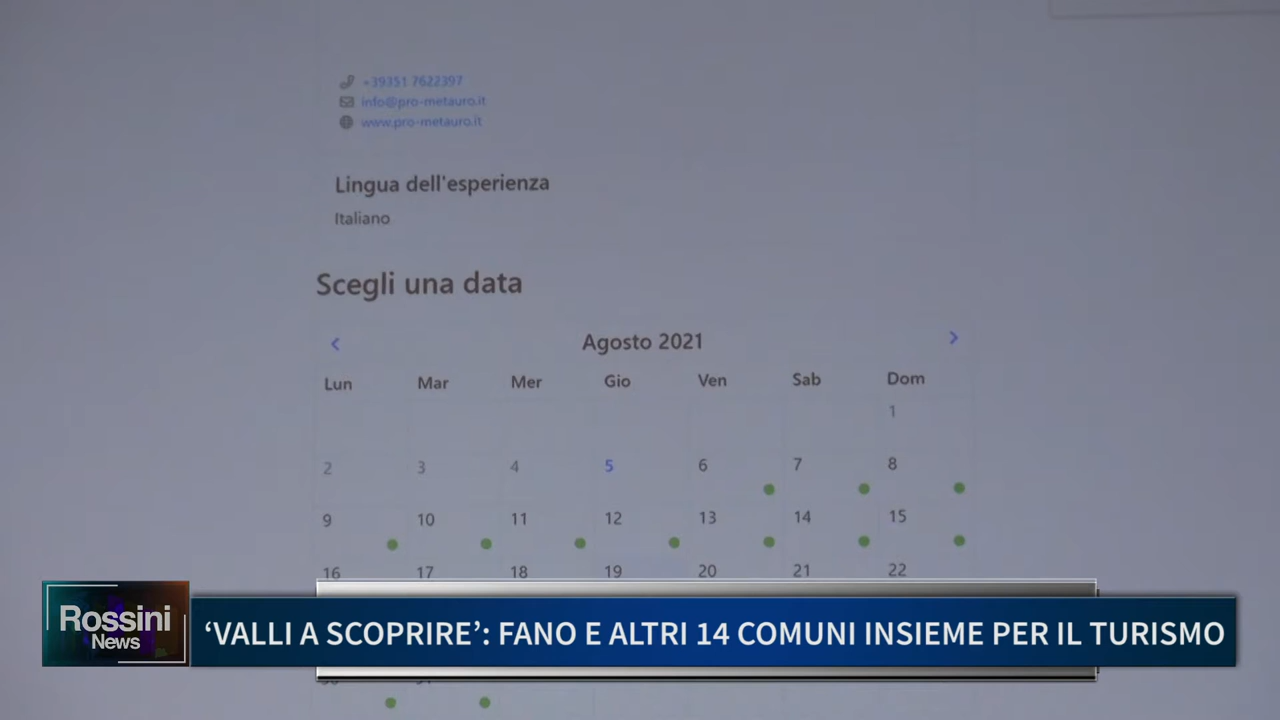 +39351 7622397
info@pro-metauro.it
www.pro-metauro.it
Lingua dell'esperienza
Italiano
Scegli una data
Agosto 2021
Lun Mar Mer Gio Ven Sab Dom
1
2 3 4 5 6 7 8
9 10 11 12 13 14 15
16 17 18 19 20 21 22
Rossini
News
‘VALLI A SCOPRIRE’: FANO E ALTRI 14 COMUNI INSIEME PER IL TURISMO